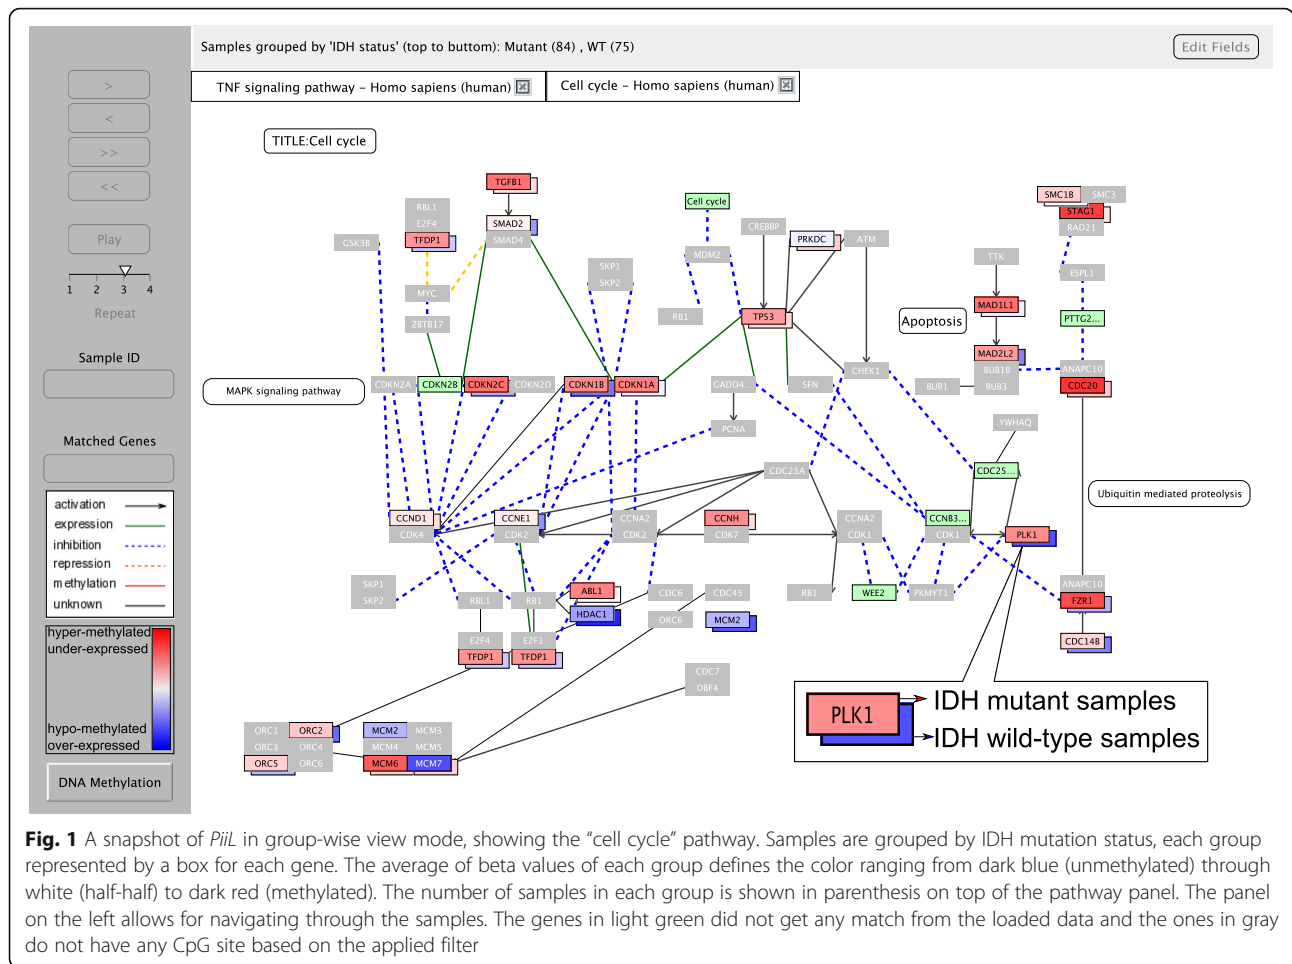 Samples grouped by 'IDH status' (top to buttom): Mutant (84) , WT (75)
Edit Fields
TNF signaling pathway – Homo sapiens (human)
Cell cycle – Homo sapiens (human)
>
<
>>
<<
Play
1 2 3 4
Repeat
Sample ID
Matched Genes
activation
expression
inhibition
repression
methylation
unknown
hyper-methylated
under-expressed
hypo-methylated
over-expressed
DNA Methylation
TITLE:Cell cycle
TGFB1
SMC1B SMC3
RBL1
Cell cycle
STAG1
E2F4
SMAD2
CREBBP
RAD21
TFDP1
SMAD4
PRKDC
ATM
GSK3B
MDM2
TTK
SKP1
ESPL1
SKP2
MYC
MAD1L1
RB1
TP53
PTTG2...
ZBTB17
Apoptosis
MAD2L2
BUB1B
ANAPC10
CHEK1
MAPK signaling pathway
CDKN2A CDKN2B CDKN2C CDKN2D
CDKN1B CDKN1A
GADD4...
SFN
BUB1
BUB3
CDC20
PCNA
YWHAQ
CDC25A
CDC25...
Ubiquitin mediated proteolysis
CCND1
CDK4
CCNE1
CDK2
CCNA2
CDK2
CCNH
CDK7
CCNA2
CDK1
CCNB3...
CDK1
PLK1
SKP1
SKP2
RBL1
RB1
ABL1
HDAC1
CDC6
CDC45
ORC6
MCM2
RB1
WEE2
PKMYT1
ANAPC10
FZR1
CDC14B
E2F4
TFDP1
E2F1
TFDP1
CDC7
DBF4
PLK1
IDH mutant samples
IDH wild-type samples
ORC1 ORC2
ORC3 ORC4
ORC5 ORC6
MCM2 MCM3
MCM4 MCM5
MCM6 MCM7
Fig. 1 A snapshot of PiiL in group-wise view mode, showing the “cell cycle” pathway. Samples are grouped by IDH mutation status, each group
represented by a box for each gene. The average of beta values of each group defines the color ranging from dark blue (unmethylated) through
white (half-half) to dark red (methylated). The number of samples in each group is shown in parenthesis on top of the pathway panel. The panel
on the left allows for navigating through the samples. The genes in light green did not get any match from the loaded data and the ones in gray
do not have any CpG site based on the applied filter